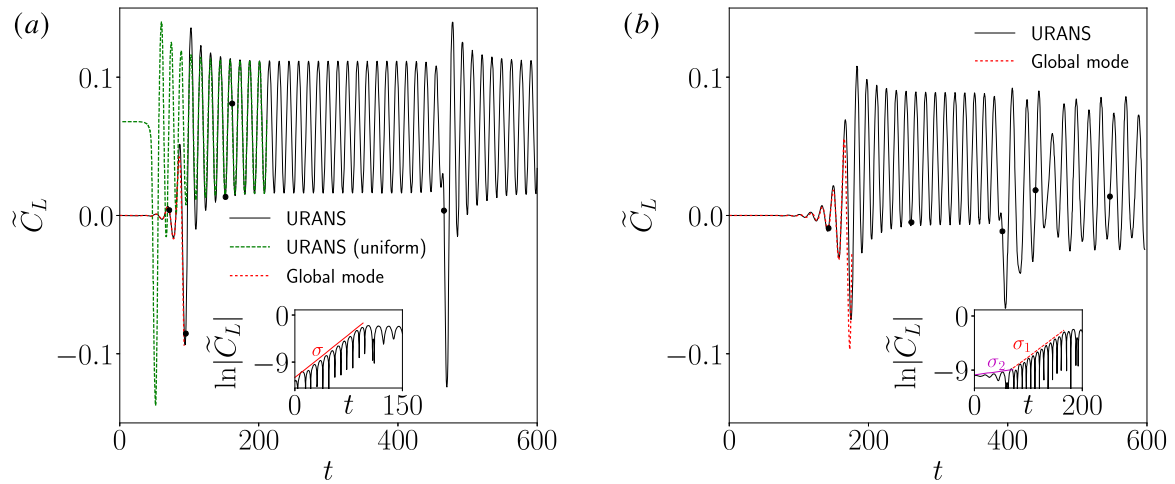 (a)
0.1
0.0
−0.1
C̃_L
URANS
URANS (uniform)
Global mode
ln|C̃_L|
0
−9
σ
0
t
150
0
200
400
600
t
(b)
URANS
Global mode
0.1
0.0
−0.1
C̃_L
ln|C̃_L|
0
−9
σ₂
σ₁
0
t
200
0
200
400
600
t